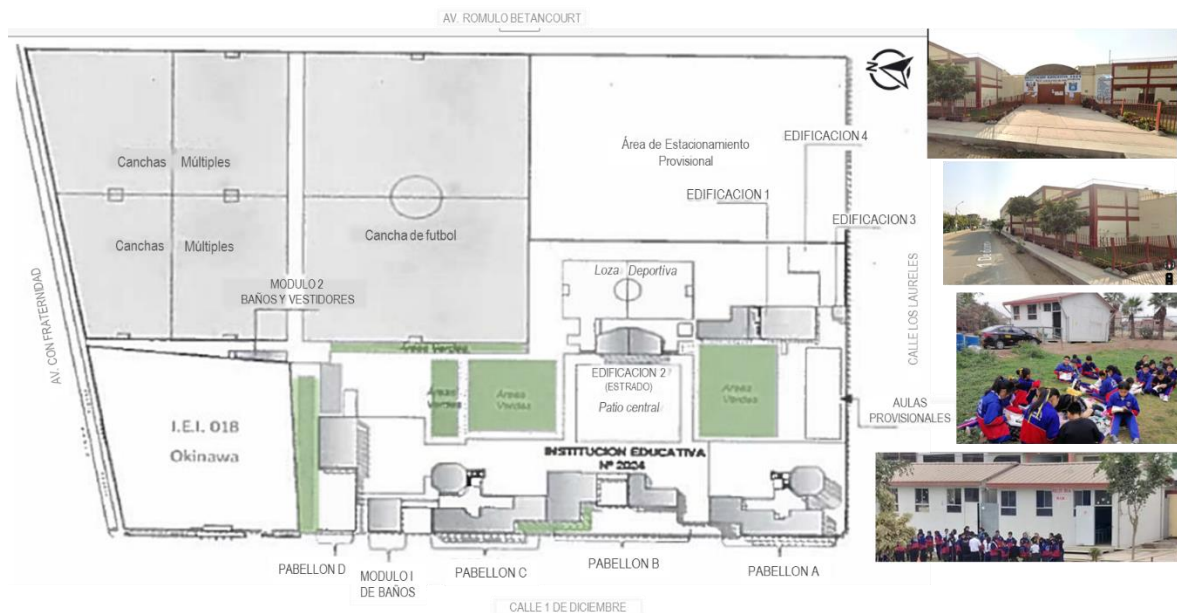 AV. ROMULO BETANCOURT
N
EDIFICACION 4
Área de Estacionamiento
Provisional
Canchas Múltiples
EDIFICACION 1
EDIFICACION 3
Cancha de futbol
Canchas Múltiples
Loza Deportiva
MODULO 2
BAÑOS Y VESTIDORES
AV. CON FRATERNIDAD
CALLE LOS LAURELES
Áreas Verdes
EDIFICACION 2
(ESTRADO)
Áreas
Verdes
Áreas
Verdes
Patio central
Áreas
Verdes
AULAS
PROVISIONALES
I.E.I. 018
Okinawa
INSTITUCIÓN EDUCATIVA
Nº 2024
PABELLON D
MODULO I
DE BAÑOS
PABELLON C
PABELLON B
PABELLON A
CALLE 1 DE DICIEMBRE